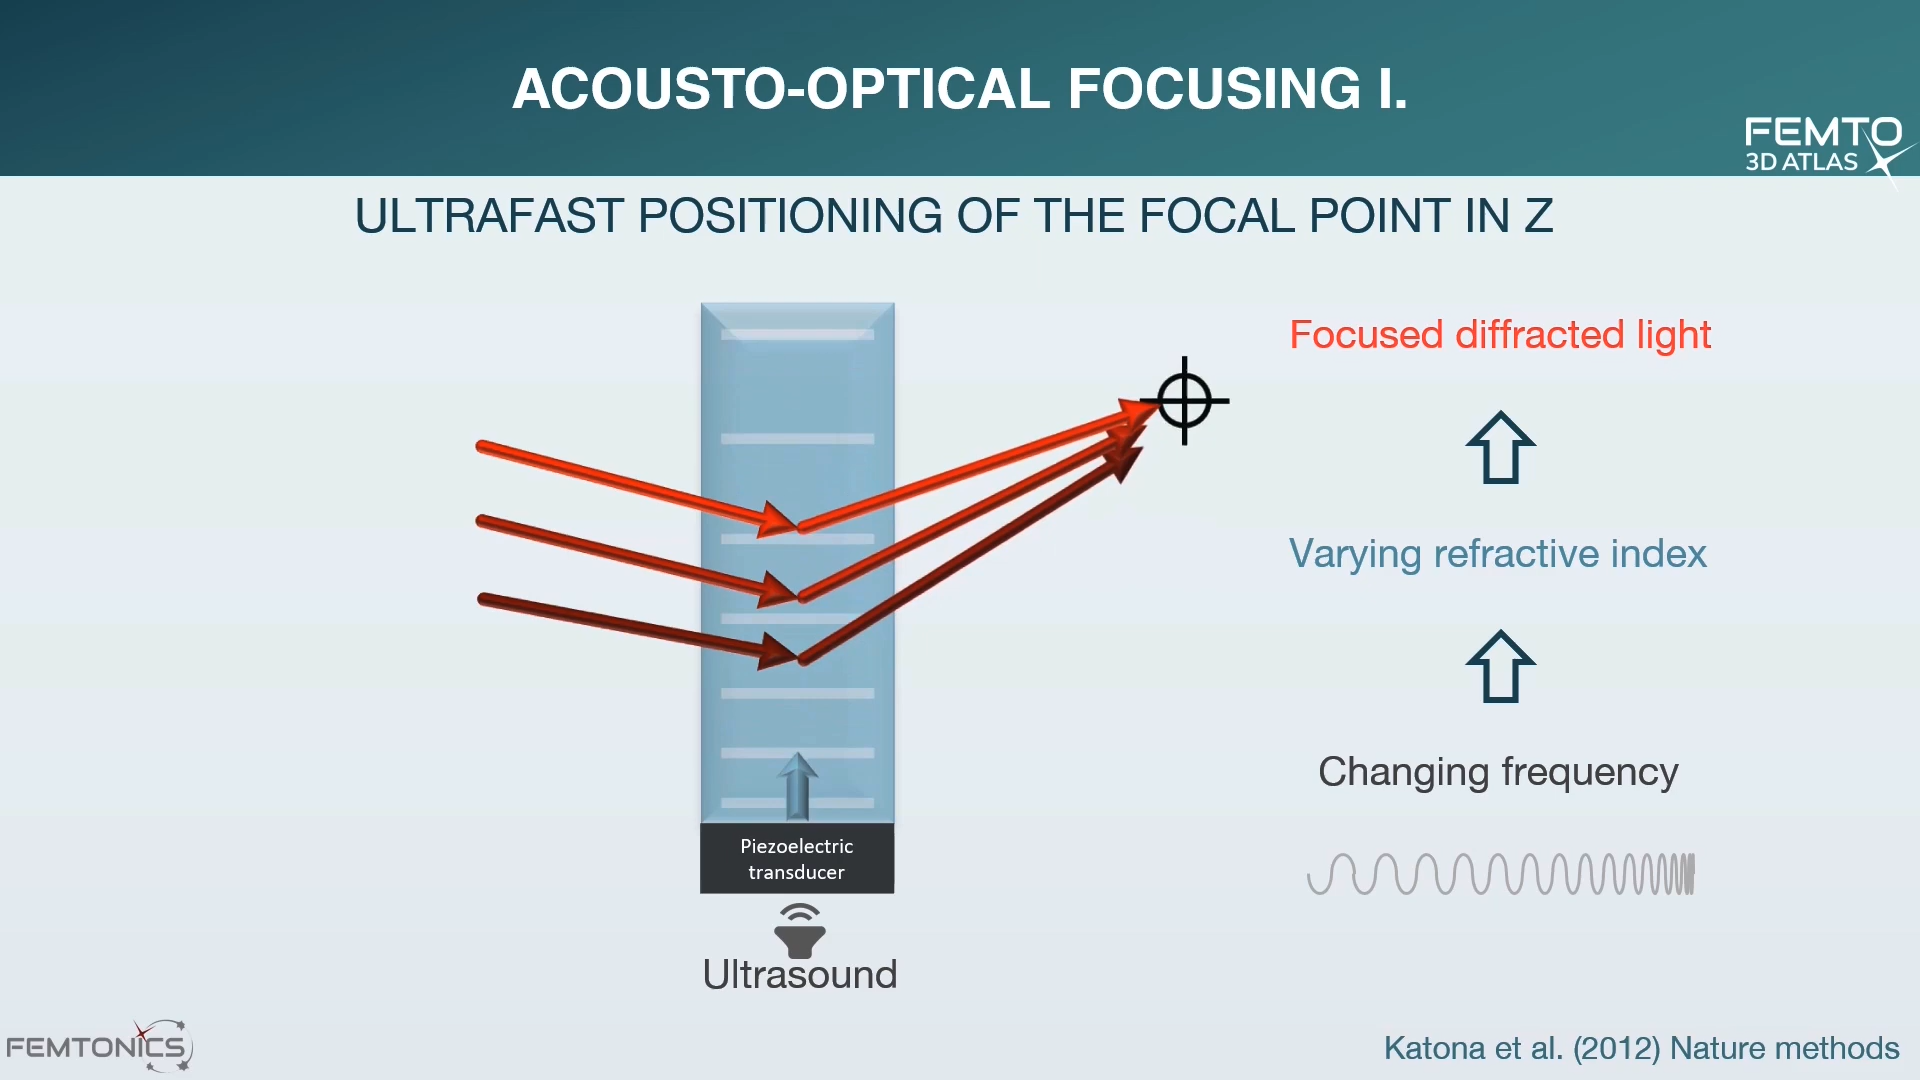 ACOUSTO-OPTICAL FOCUSING I.
FEMTO
3D ATLAS
ULTRAFAST POSITIONING OF THE FOCAL POINT IN Z
Focused diffracted light
Varying refractive index
Changing frequency
Piezoelectric
transducer
Ultrasound
FEMTONICS
Katona et al. (2012) Nature methods